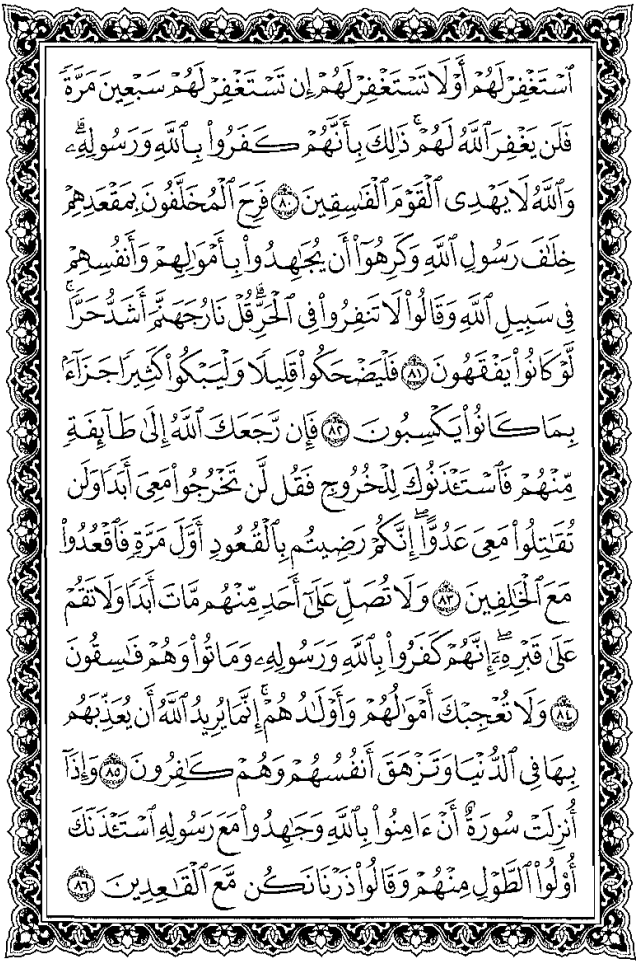 ٱسْتَغْفِرْ لَهُمْ أَوْ لَا تَسْتَغْفِرْ لَهُمْ إِن تَسْتَغْفِرْ لَهُمْ سَبْعِينَ مَرَّةً
فَلَن يَغْفِرَ ٱللَّهُ لَهُمْ ۚ ذَٰلِكَ بِأَنَّهُمْ كَفَرُوا۟ بِٱللَّهِ وَرَسُولِهِۦ ۗ
وَٱللَّهُ لَا يَهْدِى ٱلْقَوْمَ ٱلْفَٰسِقِينَ ٨٠ فَرِحَ ٱلْمُخَلَّفُونَ بِمَقْعَدِهِمْ
خِلَٰفَ رَسُولِ ٱللَّهِ وَكَرِهُوٓا۟ أَن يُجَٰهِدُوا۟ بِأَمْوَٰلِهِمْ وَأَنفُسِهِمْ
فِى سَبِيلِ ٱللَّهِ وَقَالُوا۟ لَا تَنفِرُوا۟ فِى ٱلْحَرِّ ۗ قُلْ نَارُ جَهَنَّمَ أَشَدُّ حَرًّا ۚ
لَّوْ كَانُوا۟ يَفْقَهُونَ ٨١ فَلْيَضْحَكُوا۟ قَلِيلًا وَلْيَبْكُوا۟ كَثِيرًا جَزَآءًۢ
بِمَا كَانُوا۟ يَكْسِبُونَ ٨٢ فَإِن رَّجَعَكَ ٱللَّهُ إِلَىٰ طَآئِفَةٍ
مِّنْهُمْ فَٱسْتَـْٔذَنُوكَ لِلْخُرُوجِ فَقُل لَّن تَخْرُجُوا۟ مَعِىَ أَبَدًا وَلَن
تُقَٰتِلُوا۟ مَعِىَ عَدُوًّا ۖ إِنَّكُمْ رَضِيتُم بِٱلْقُعُودِ أَوَّلَ مَرَّةٍ فَٱقْعُدُوا۟
مَعَ ٱلْخَٰلِفِينَ ٨٣ وَلَا تُصَلِّ عَلَىٰٓ أَحَدٍ مِّنْهُم مَّاتَ أَبَدًا وَلَا تَقُمْ
عَلَىٰ قَبْرِهِۦٓ ۖ إِنَّهُمْ كَفَرُوا۟ بِٱللَّهِ وَرَسُولِهِۦ وَمَاتُوا۟ وَهُمْ فَٰسِقُونَ
٨٤ وَلَا تُعْجِبْكَ أَمْوَٰلُهُمْ وَأَوْلَٰدُهُمْ ۚ إِنَّمَا يُرِيدُ ٱللَّهُ أَن يُعَذِّبَهُم
بِهَا فِى ٱلدُّنْيَا وَتَزْهَقَ أَنفُسُهُمْ وَهُمْ كَٰفِرُونَ ٨٥ وَإِذَآ
أُنزِلَتْ سُورَةٌ أَنْ ءَامِنُوا۟ بِٱللَّهِ وَجَٰهِدُوا۟ مَعَ رَسُولِهِ ٱسْتَـْٔذَنَكَ
أُو۟لُوا۟ ٱلطَّوْلِ مِنْهُمْ وَقَالُوا۟ ذَرْنَا نَكُن مَّعَ ٱلْقَٰعِدِينَ ٨٦